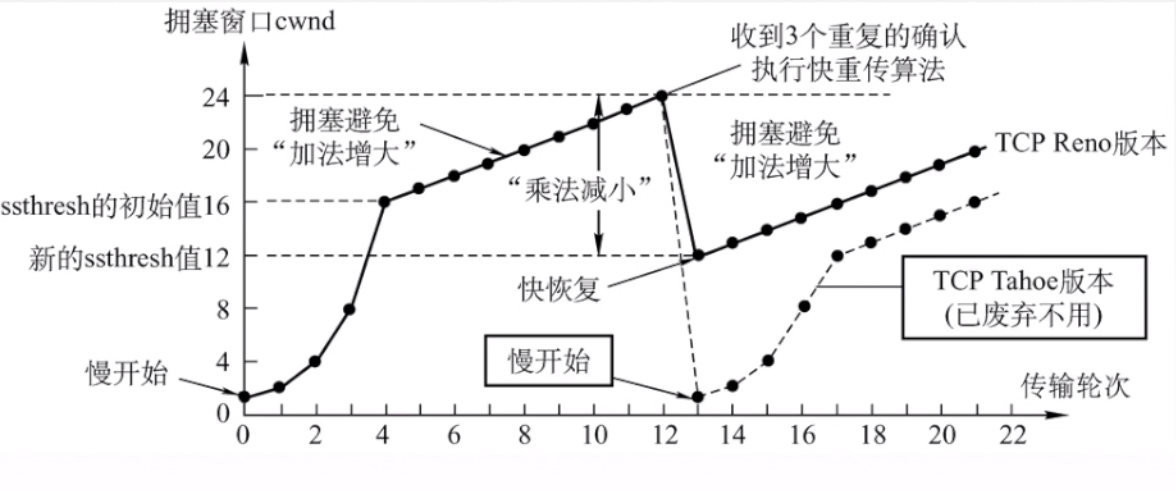 拥塞窗口cwnd
收到3个重复的确认
执行快重传算法
24
拥塞避免
“加法增大”
拥塞避免
“加法增大”
20
TCP Reno版本
“乘法减小”
ssthresh的初始值16
新的ssthresh值12
快恢复
TCP Tahoe版本
(已废弃不用)
8
慢开始
4
慢开始
传输轮次
0
0 2 4 6 8 10 12 14 16 18 20 22